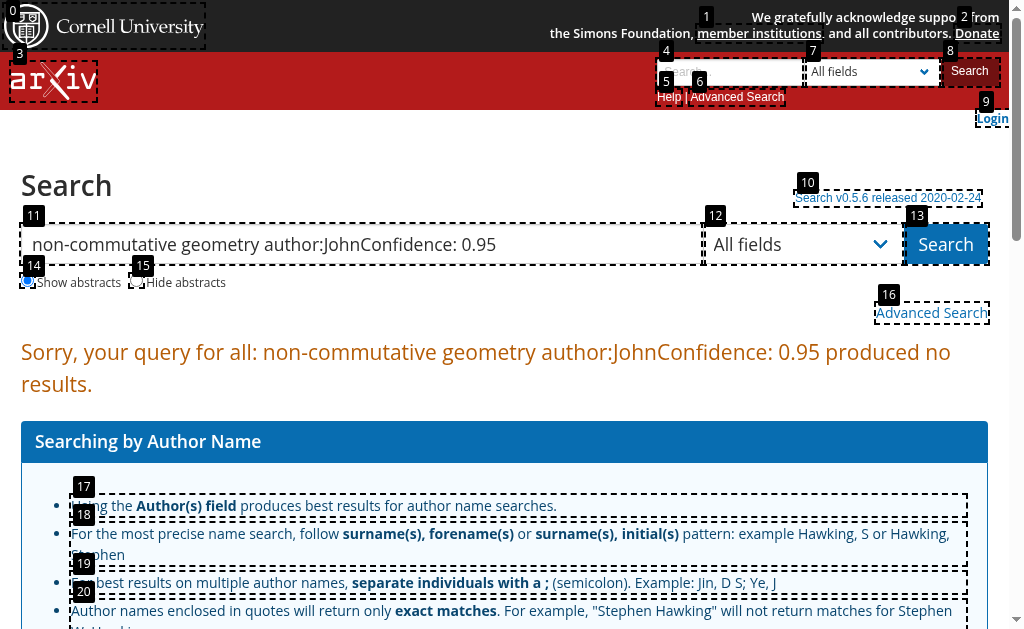 0
Cornell University
1
We gratefully acknowledge suppo 2 from
the Simons Foundation, member institutions, and all contributors. Donate
3
arXiv
4
Search...
7
All fields
8
Search
5
Help | 6 Advanced Search
9
Login
Search
10
Search v0.5.6 released 2020-02-24
11
non-commutative geometry author:JohnConfidence: 0.95
12
All fields
13
Search
14
Show abstracts
15
Hide abstracts
16
Advanced Search
Sorry, your query for all: non-commutative geometry author:JohnConfidence: 0.95 produced no
results.
Searching by Author Name
17
the Author(s) field produces best results for author name searches.
18
For the most precise name search, follow surname(s), forename(s) or surname(s), initial(s) pattern: example Hawking, S or Hawking,
Stephen
19
best results on multiple author names, separate individuals with a ; (semicolon). Example: Jin, D S; Ye, J
20
Author names enclosed in quotes will return only exact matches. For example, "Stephen Hawking" will not return matches for Stephen